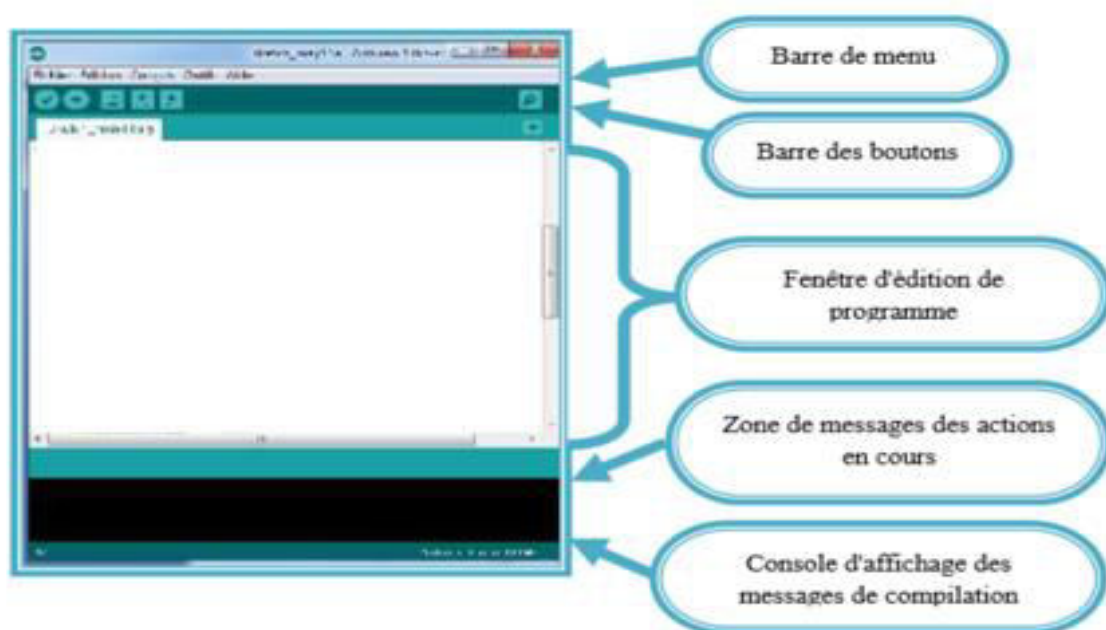 Barre de menu
Barre des boutons
Fenêtre d'édition de
programme
Zone de messages des actions
en cours
Console d'affichage des
messages de compilation